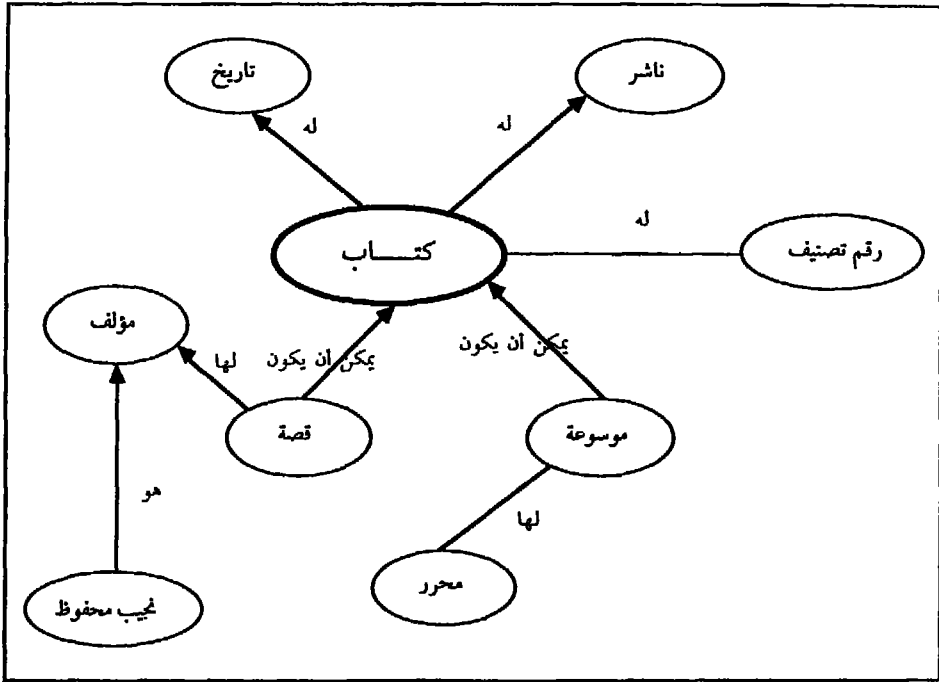 ناشر
تاريخ
له
له
له
رقم تصنيف
كتـــــاب
مؤلف
يمكن أن يكون
يمكن أن يكون
لها
موسوعة
قصة
هو
لها
محرر
نجيب محفوظ